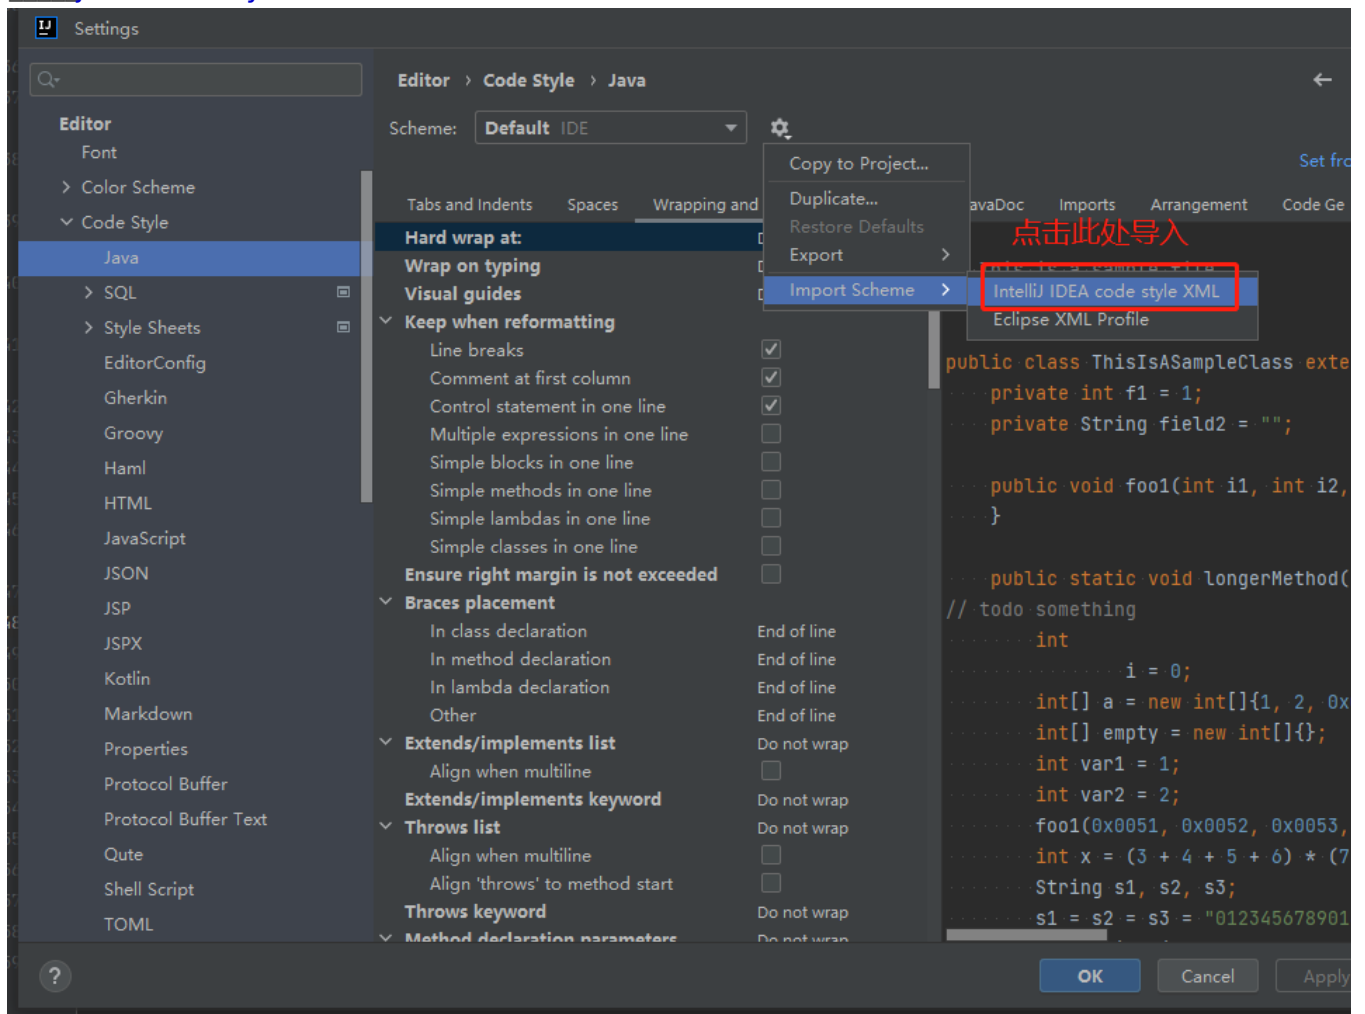 Settings
Editor › Code Style › Java
Editor
Scheme: Default IDE
Font
Copy to Project...
Set fro
Color Scheme
Duplicate...
Code Style
Tabs and Indents Spaces Wrapping and avaDoc Imports Arrangement Code Ge
Restore Defaults
点击此处导入
Java
Hard wrap at:
Export
Wrap on typing
SQL
Visual guides
Import Scheme
IntelliJ IDEA code style XML
Style Sheets
Keep when reformatting
Eclipse XML Profile
EditorConfig
Line breaks
public class ThisIsASampleClass exte
Comment at first column
private int f1 = 1;
Gherkin
Control statement in one line
private String field2 = "";
Groovy
Multiple expressions in one line
Haml
Simple blocks in one line
public void foo1(int i1, int i2,
HTML
Simple methods in one line
}
JavaScript
Simple lambdas in one line
Simple classes in one line
JSON
Ensure right margin is not exceeded
public static void longerMethod(
JSP
Braces placement
// todo something
JSPX
In class declaration
End of line
int
In method declaration
End of line
i = 0;
Kotlin
In lambda declaration
End of line
int[] a = new int[]{1, 2, 0x
Markdown
Other
End of line
int[] empty = new int[]{};
Properties
Extends/implements list
Do not wrap
int var1 = 1;
Align when multiline
Protocol Buffer
Extends/implements keyword
Do not wrap
int var2 = 2;
Protocol Buffer Text
Throws list
Do not wrap
foo1(0x0051, 0x0052, 0x0053,
Qute
Align when multiline
int x = (3 + 4 + 5 + 6) * (7
Shell Script
Align 'throws' to method start
String s1, s2, s3;
TOML
Throws keyword
Do not wrap
s1 = s2 = s3 = "012345678901
Method declaration parameters
Do not wrap
?
OK
Cancel
Apply